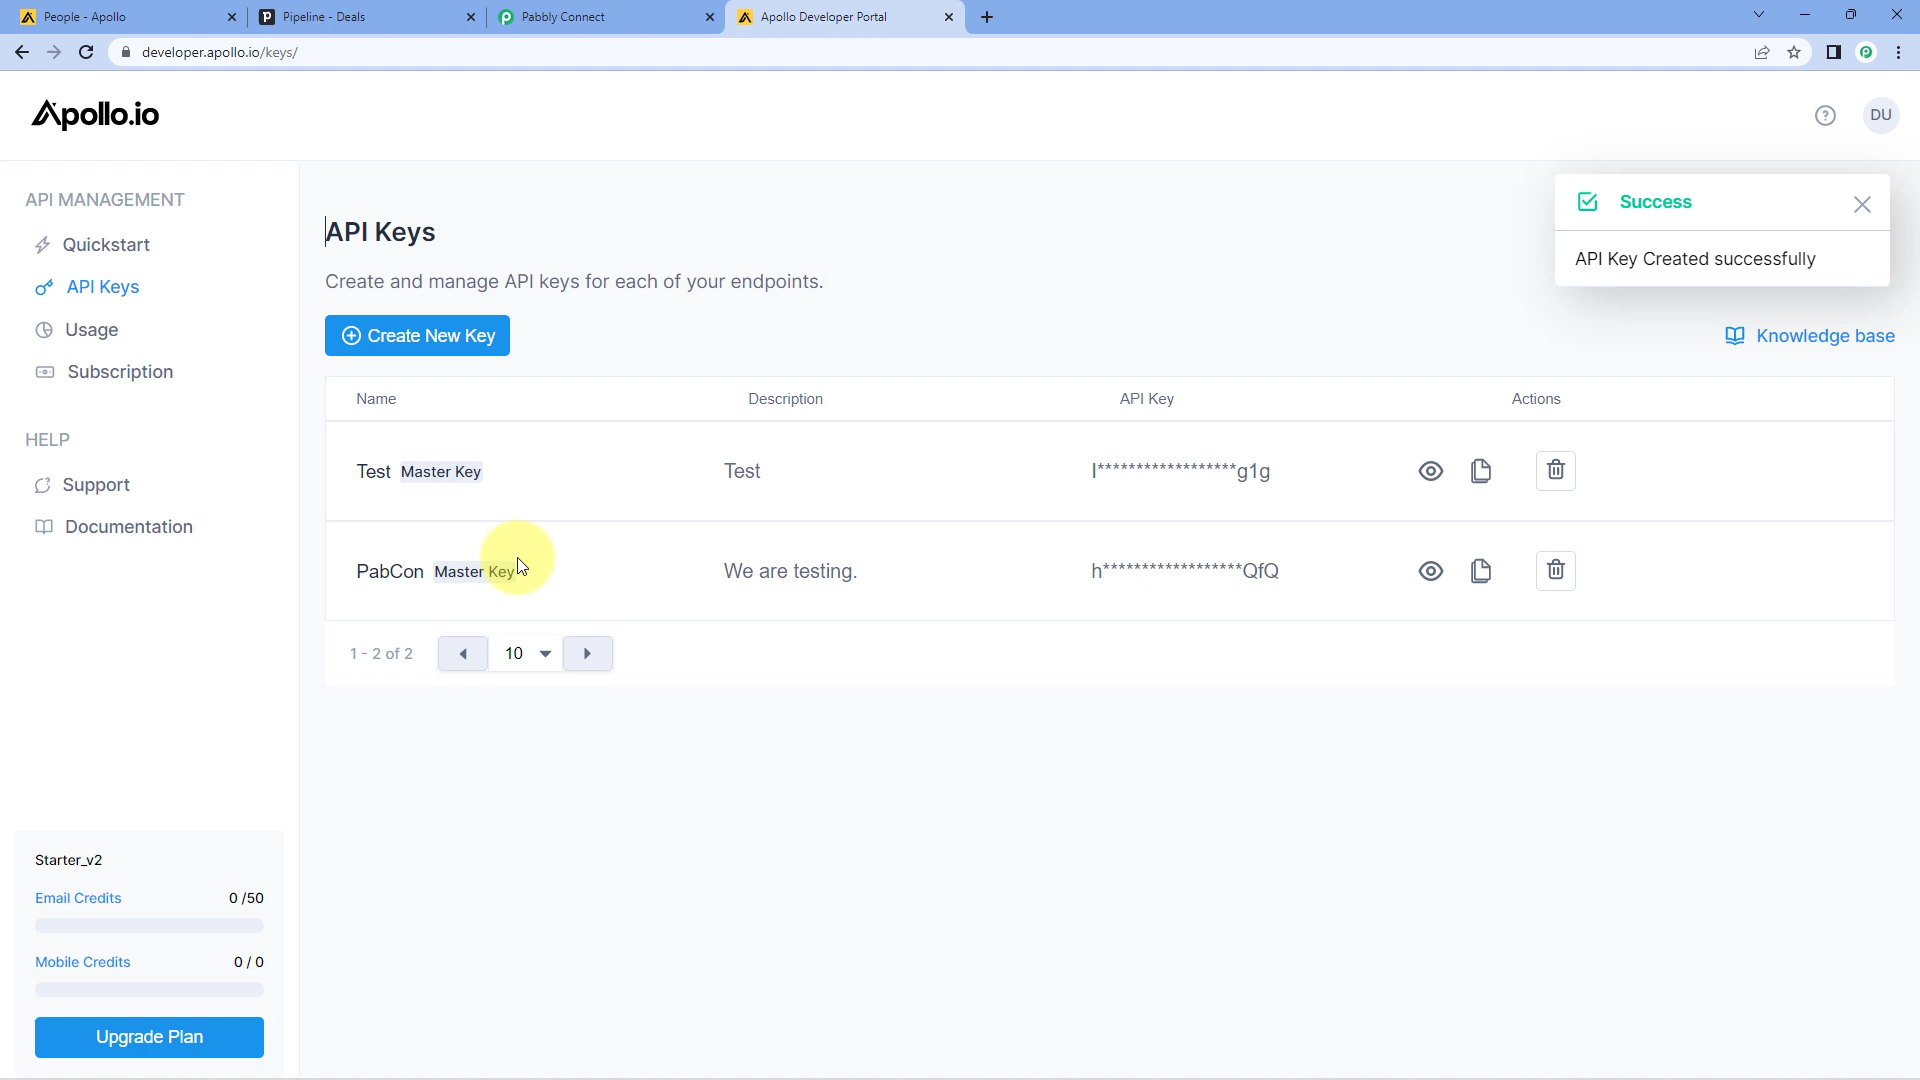 People - Apollo
Pipeline - Deals
Pabbly Connect
Apollo Developer Portal
developer.apollo.io/keys/
Apollo.io
DU
API MANAGEMENT
Quickstart
API Keys
Usage
Subscription
HELP
Support
Documentation
Starter_v2
Email Credits 0 /50
Mobile Credits 0 / 0
Upgrade Plan
API Keys
Create and manage API keys for each of your endpoints.
Create New Key
Success
API Key Created successfully
Knowledge base
Name Description API Key Actions
Test Master Key Test l******************g1g
PabCon Master Key We are testing. h******************QfQ
1 - 2 of 2 10